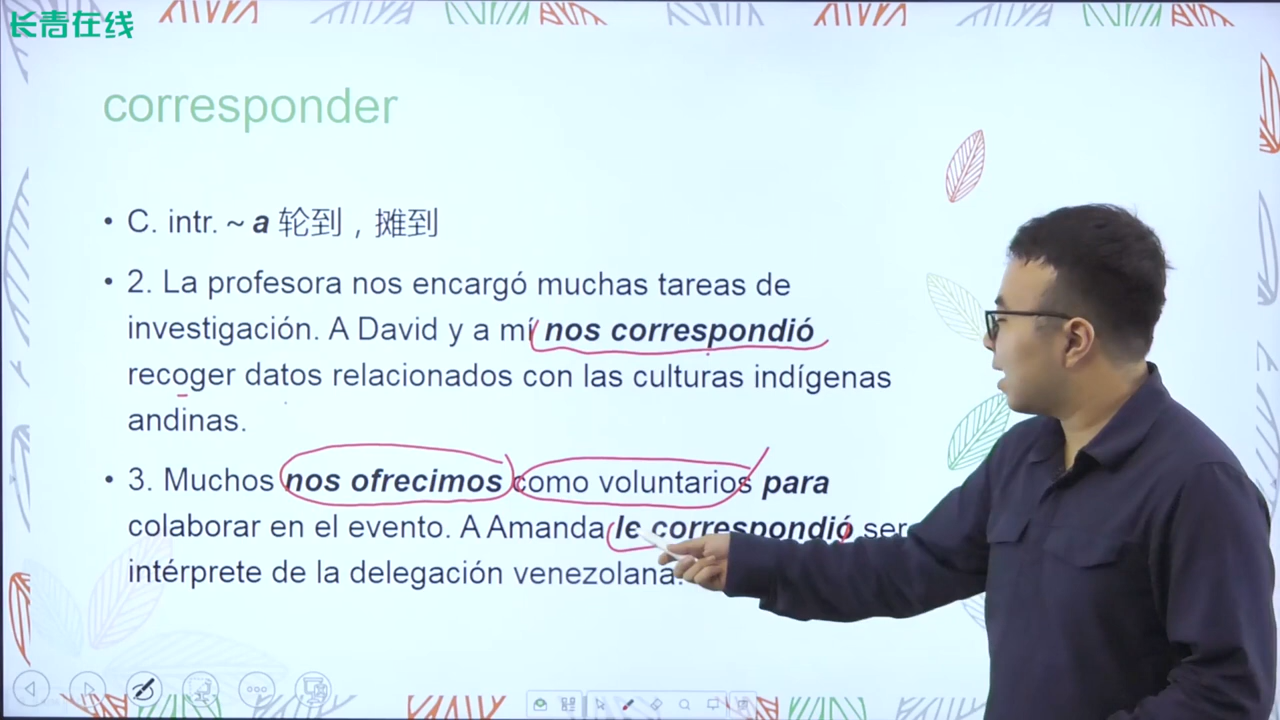 长青在线
corresponder
• C. intr. ~ a 轮到，摊到
• 2. La profesora nos encargó muchas tareas de
investigación. A David y a mí nos correspondió
recoger datos relacionados con las culturas indígenas
andinas.
• 3. Muchos nos ofrecimos como voluntarios para
colaborar en el evento. A Amanda le correspondió ser
intérprete de la delegación venezolana.